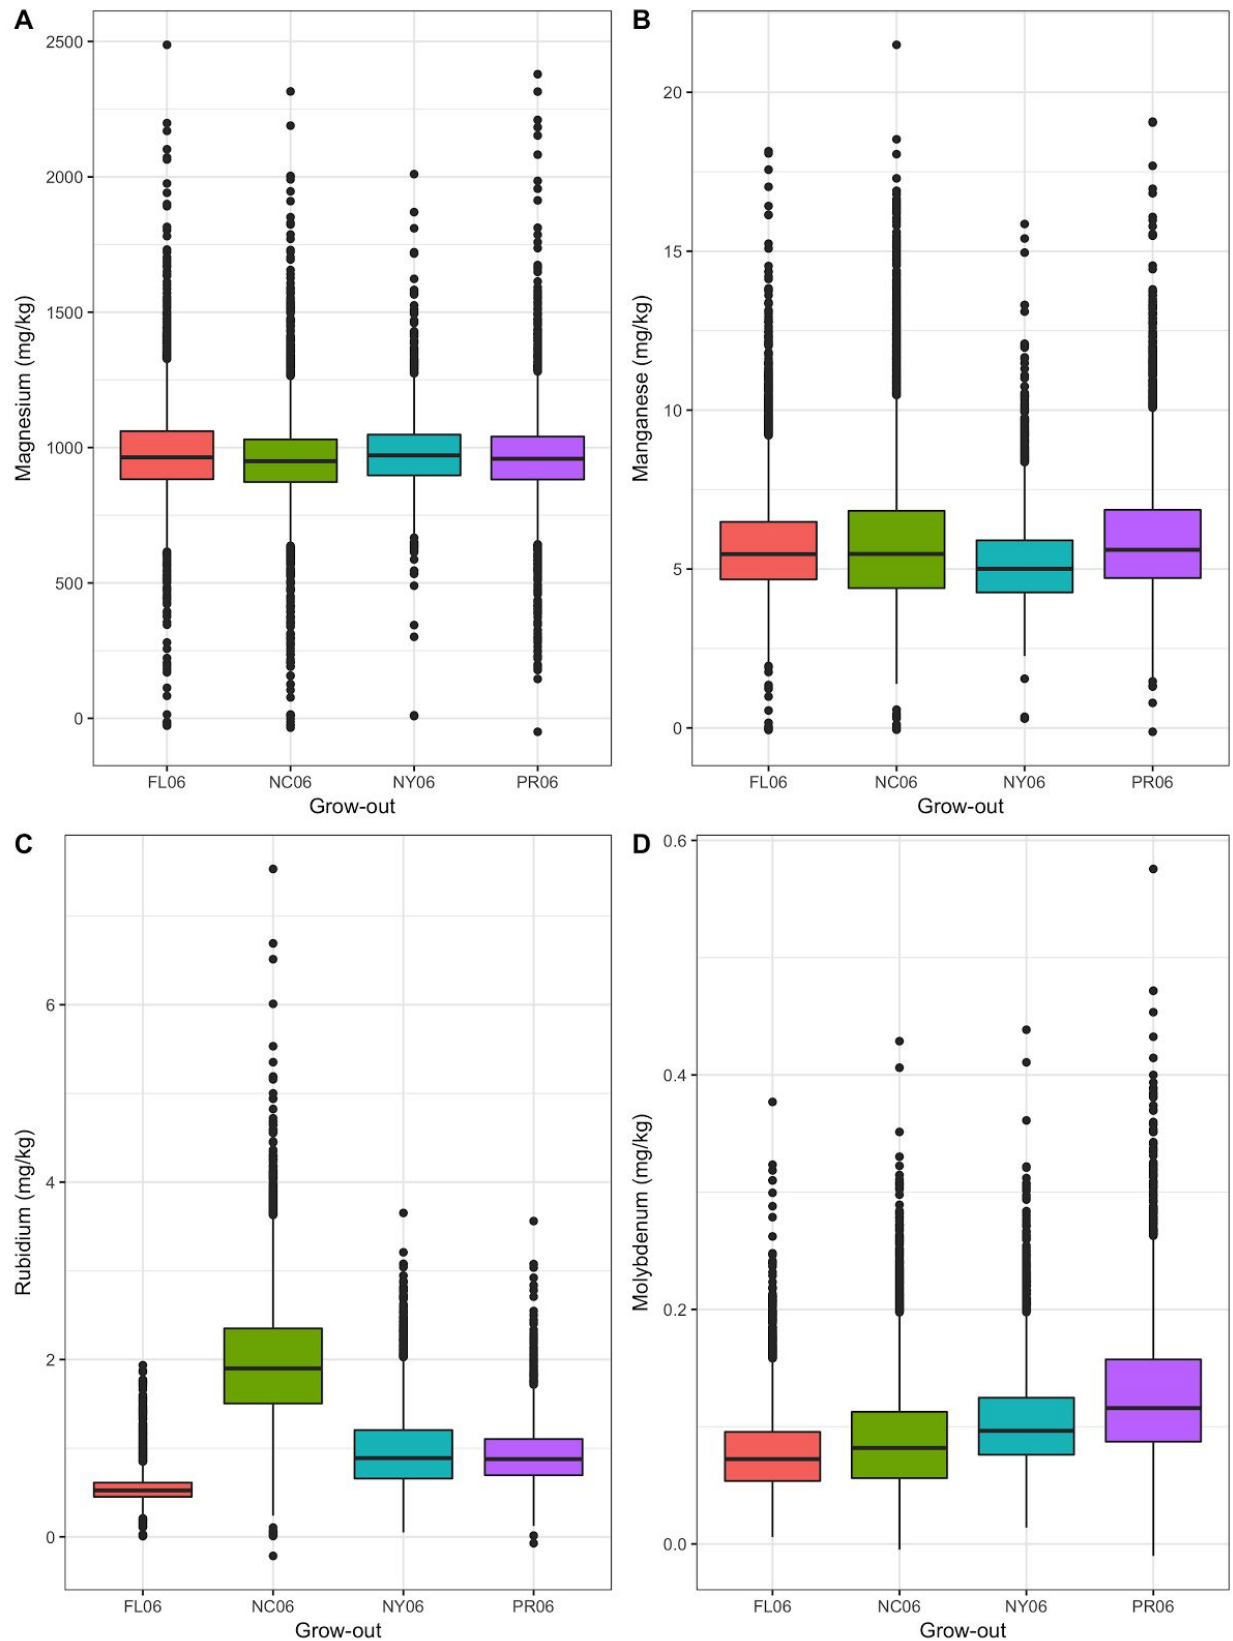 A
Magnesium (mg/kg)
2500
2000
1500
1000
500
0
FL06 NC06 NY06 PR06
Grow-out
B
Manganese (mg/kg)
20
15
10
5
0
FL06 NC06 NY06 PR06
Grow-out
C
Rubidium (mg/kg)
6
4
2
0
FL06 NC06 NY06 PR06
Grow-out
D
Molybdenum (mg/kg)
0.6
0.4
0.2
0.0
FL06 NC06 NY06 PR06
Grow-out